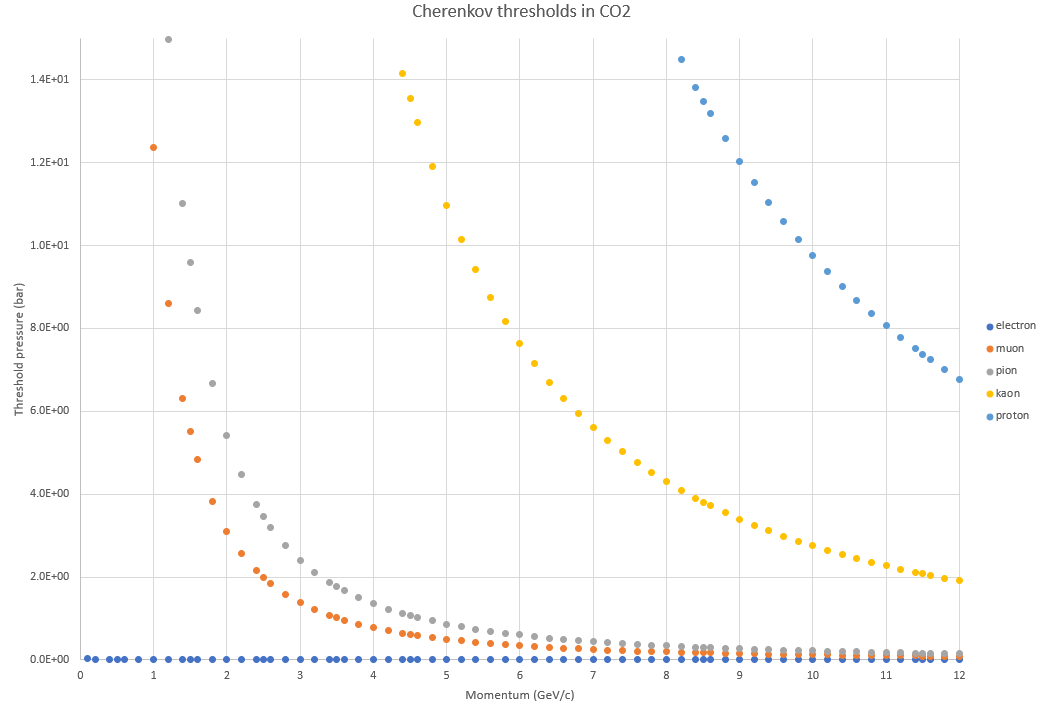 Cherenkov thresholds in CO2
1.4E+01
1.2E+01
1.0E+01
8.0E+00
6.0E+00
4.0E+00
2.0E+00
0.0E+00
Threshold pressure (bar)
0 1 2 3 4 5 6 7 8 9 10 11 12
Momentum (GeV/c)
electron
muon
pion
kaon
proton